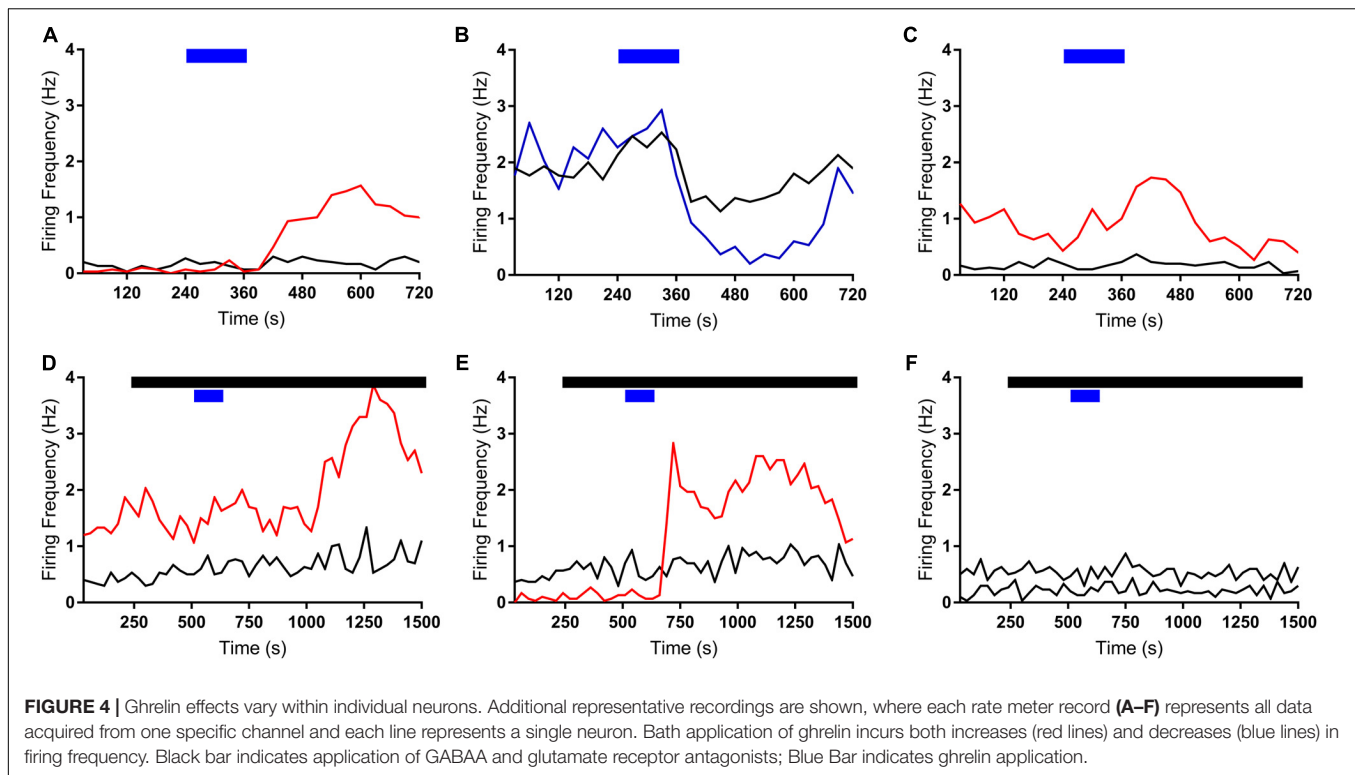 A
Firing Frequency (Hz)
4
3
2
1
0
120 240 360 480 600 720
Time (s)
B
Firing Frequency (Hz)
4
3
2
1
0
120 240 360 480 600 720
Time (s)
C
Firing Frequency (Hz)
4
3
2
1
0
120 240 360 480 600 720
Time (s)
D
Firing Frequency (Hz)
4
3
2
1
0
250 500 750 1000 1250 1500
Time (s)
E
Firing Frequency (Hz)
4
3
2
1
0
250 500 750 1000 1250 1500
Time (s)
F
Firing Frequency (Hz)
4
3
2
1
0
250 500 750 1000 1250 1500
Time (s)
FIGURE 4 | Ghrelin effects vary within individual neurons. Additional representative recordings are shown, where each rate meter record (A–F) represents all data
acquired from one specific channel and each line represents a single neuron. Bath application of ghrelin incurs both increases (red lines) and decreases (blue lines) in
firing frequency. Black bar indicates application of GABAA and glutamate receptor antagonists; Blue Bar indicates ghrelin application.